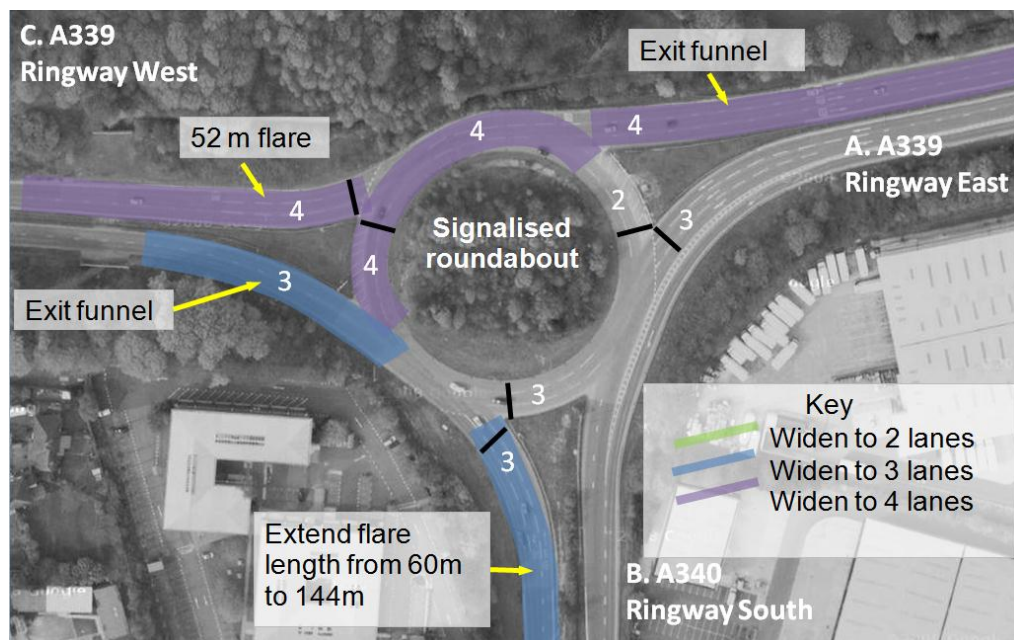 C. A339
Ringway West
Exit funnel
52 m flare
4
4
A. A339
Ringway East
4
2
3
Signalised
roundabout
4
3
Exit funnel
3
3
Key
Widen to 2 lanes
Widen to 3 lanes
Widen to 4 lanes
Extend flare
length from 60m
to 144m
B. A340
Ringway South